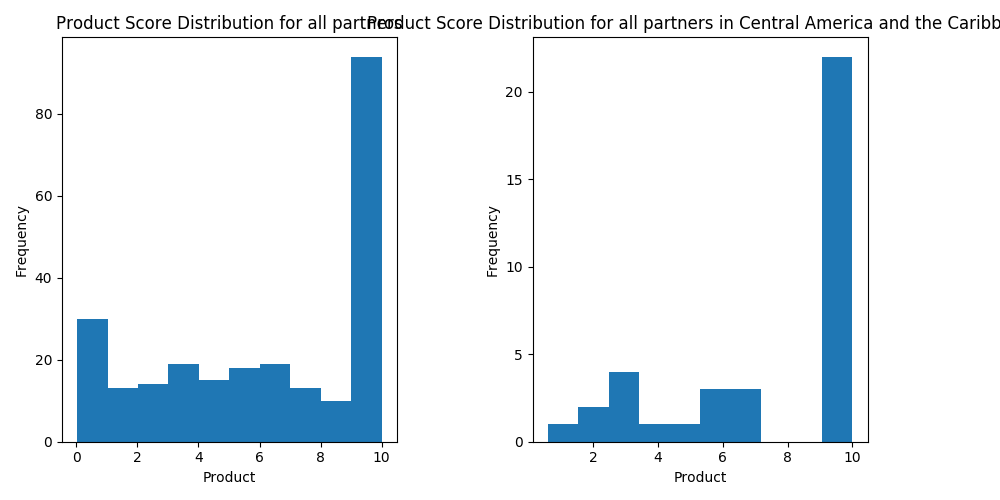 Product Score Distribution for all partners
Product Score Distribution for all partners in Central America and the Caribb
80
60
40
20
0
Frequency
0 2 4 6 8 10
Product
20
15
10
5
0
Frequency
2 4 6 8 10
Product